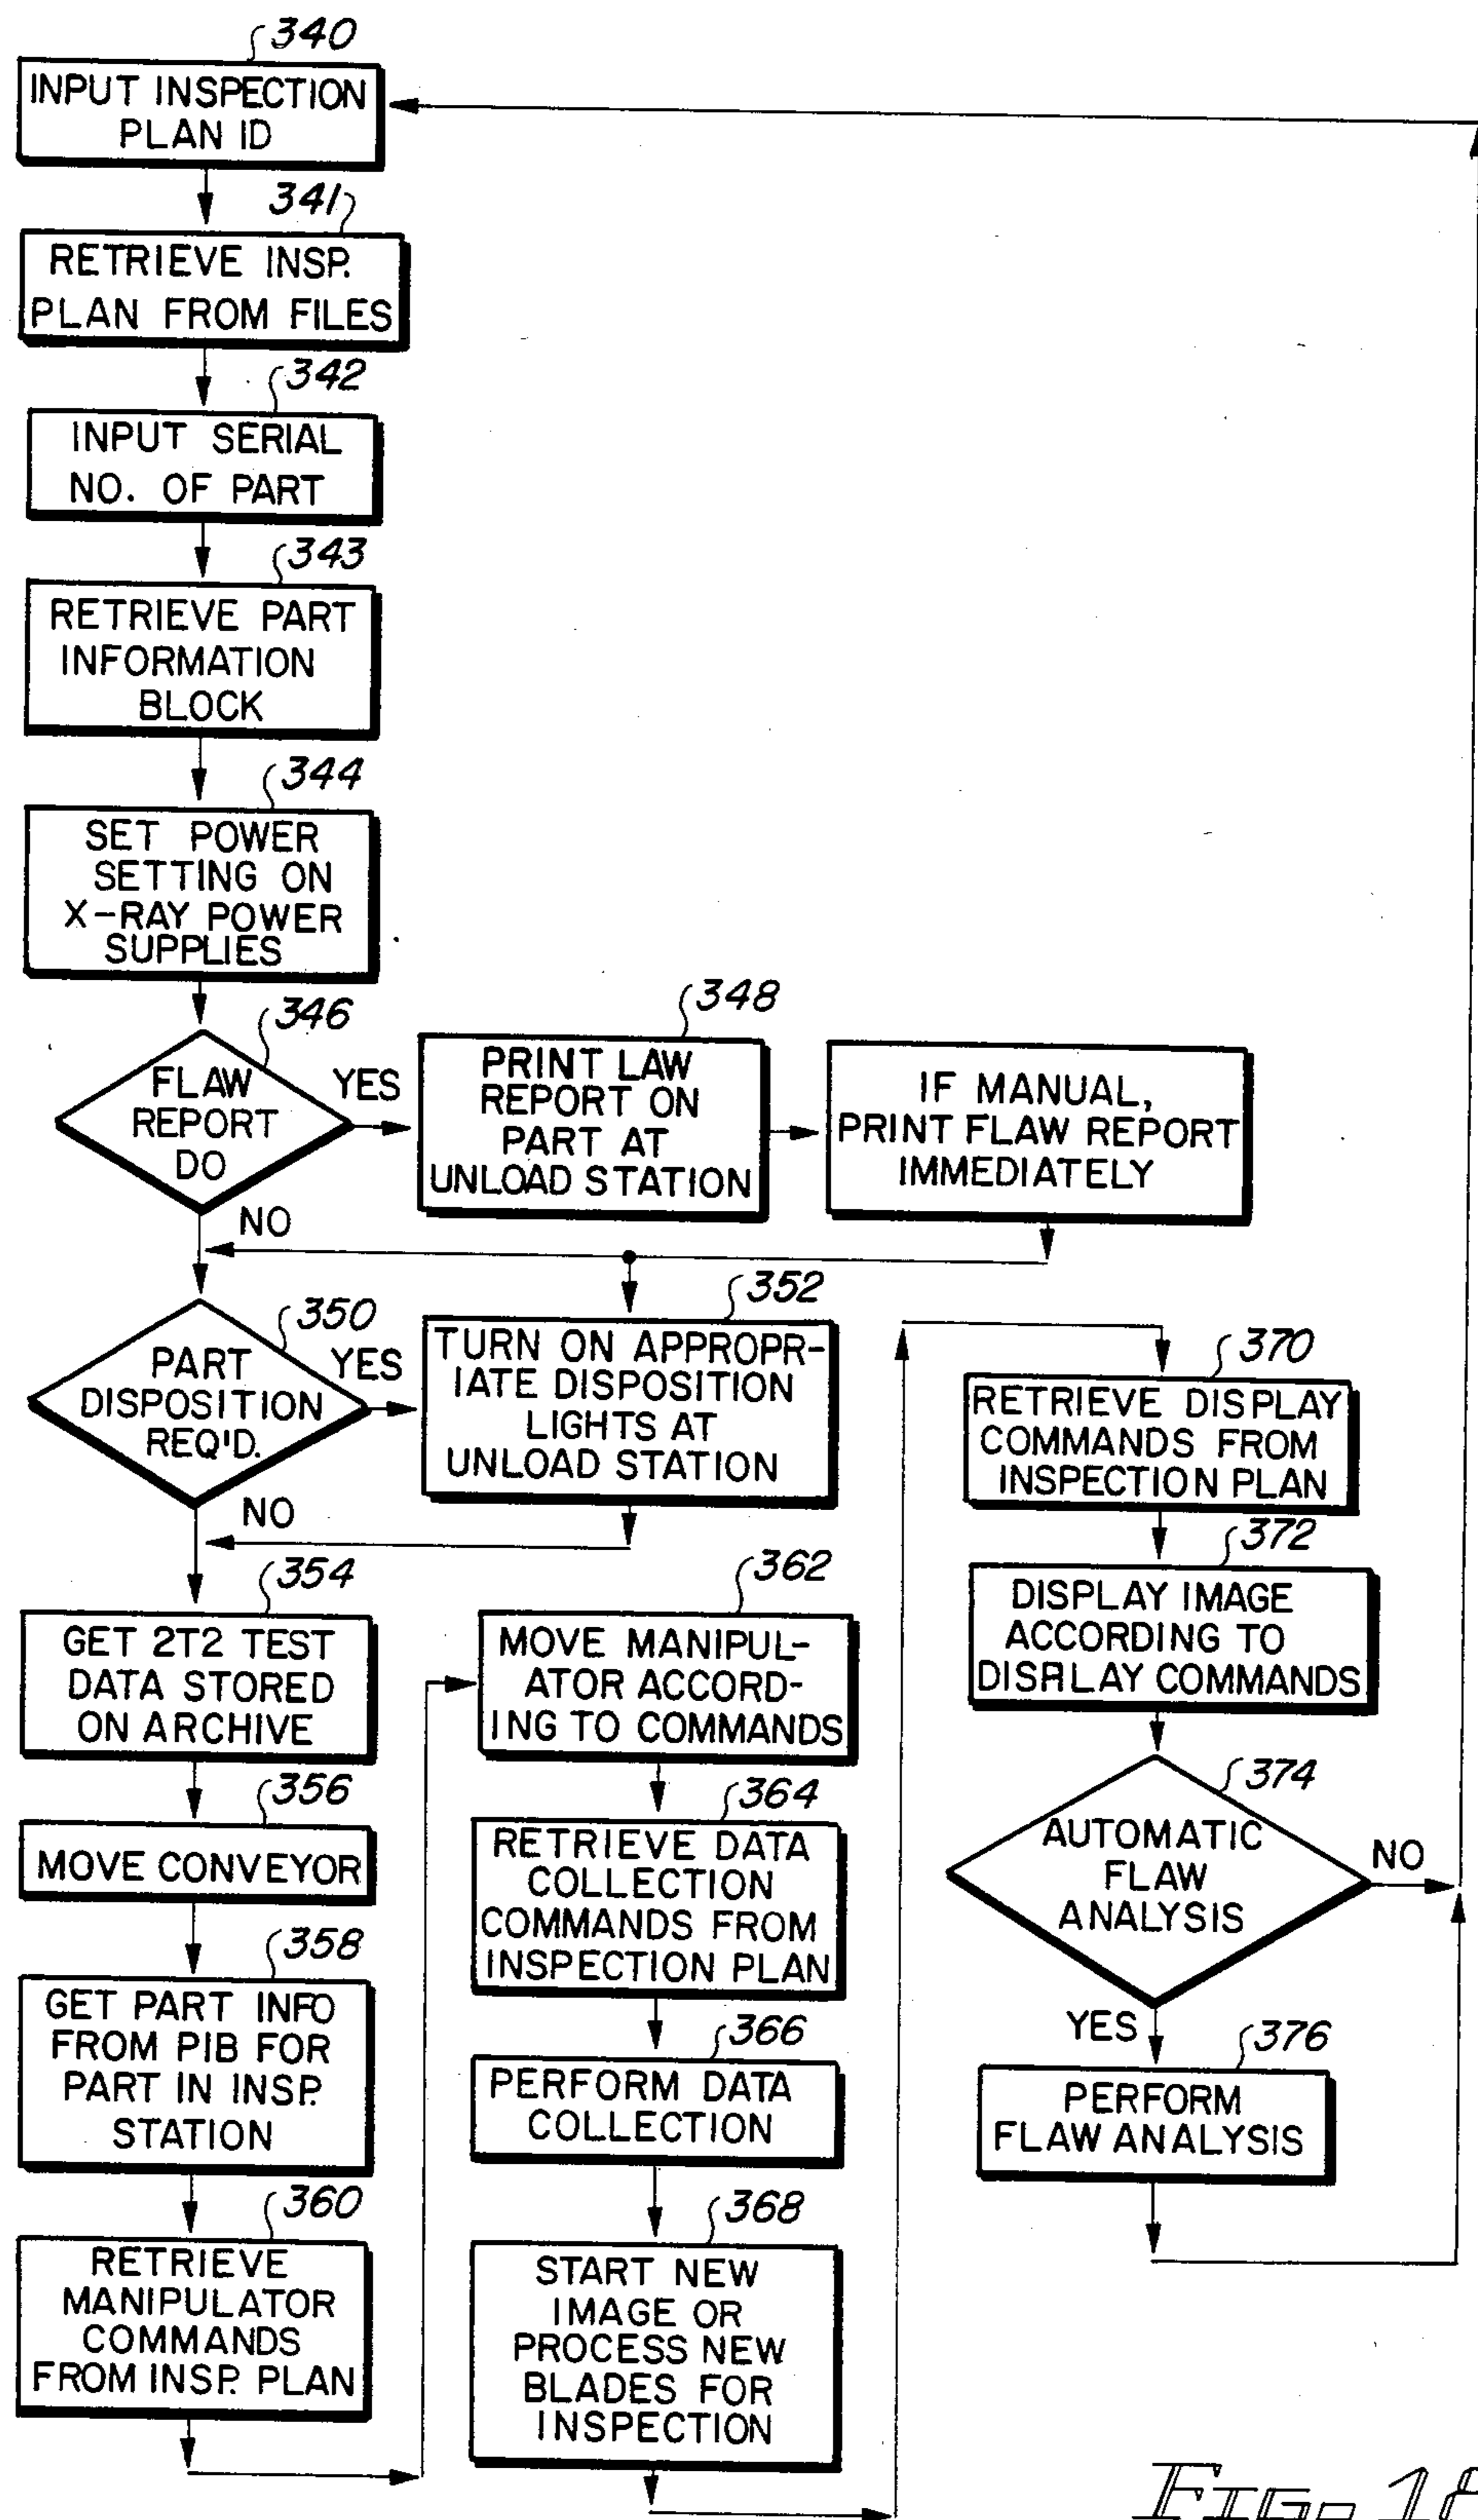 340
INPUT INSPECTION
PLAN ID
341
RETRIEVE INSP.
PLAN FROM FILES
342
INPUT SERIAL
NO. OF PART
343
RETRIEVE PART
INFORMATION
BLOCK
344
SET POWER
SETTING ON
X-RAY POWER
SUPPLIES
346
FLAW
REPORT
DO
YES
NO
348
PRINT LAW
REPORT ON
PART AT
UNLOAD STATION
IF MANUAL,
PRINT FLAW REPORT
IMMEDIATELY
350
PART
DISPOSITION
REQ'D.
YES
NO
352
TURN ON APPROPR-
IATE DISPOSITION
LIGHTS AT
UNLOAD STATION
354
GET 2T2 TEST
DATA STORED
ON ARCHIVE
356
MOVE CONVEYOR
358
GET PART INFO
FROM PIB FOR
PART IN INSP.
STATION
360
RETRIEVE
MANIPULATOR
COMMANDS
FROM INSP. PLAN
362
MOVE MANIPUL-
ATOR ACCORD-
ING TO COMMANDS
364
RETRIEVE DATA
COLLECTION
COMMANDS FROM
INSPECTION PLAN
366
PERFORM DATA
COLLECTION
368
START NEW
IMAGE OR
PROCESS NEW
BLADES FOR
INSPECTION
370
RETRIEVE DISPLAY
COMMANDS FROM
INSPECTION PLAN
372
DISPLAY IMAGE
ACCORDING TO
DISPLAY COMMANDS
374
AUTOMATIC
FLAW
ANALYSIS
NO
YES
376
PERFORM
FLAW ANALYSIS
FIG.